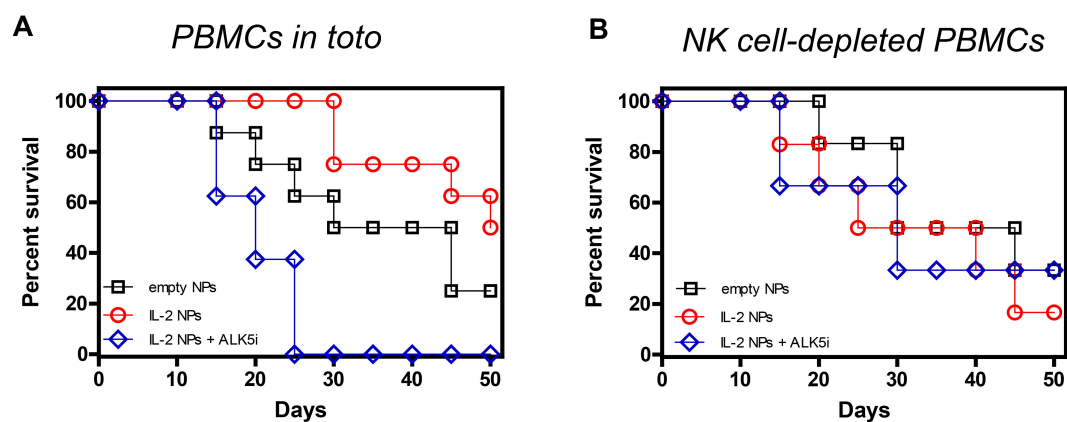 A
PBMCs in toto
Percent survival
100
80
60
40
20
0
empty NPs
IL-2 NPs
IL-2 NPs + ALK5i
0 10 20 30 40 50
Days
B
NK cell-depleted PBMCs
Percent survival
100
80
60
40
20
0
empty NPs
IL-2 NPs
IL-2 NPs + ALK5i
0 10 20 30 40 50
Days